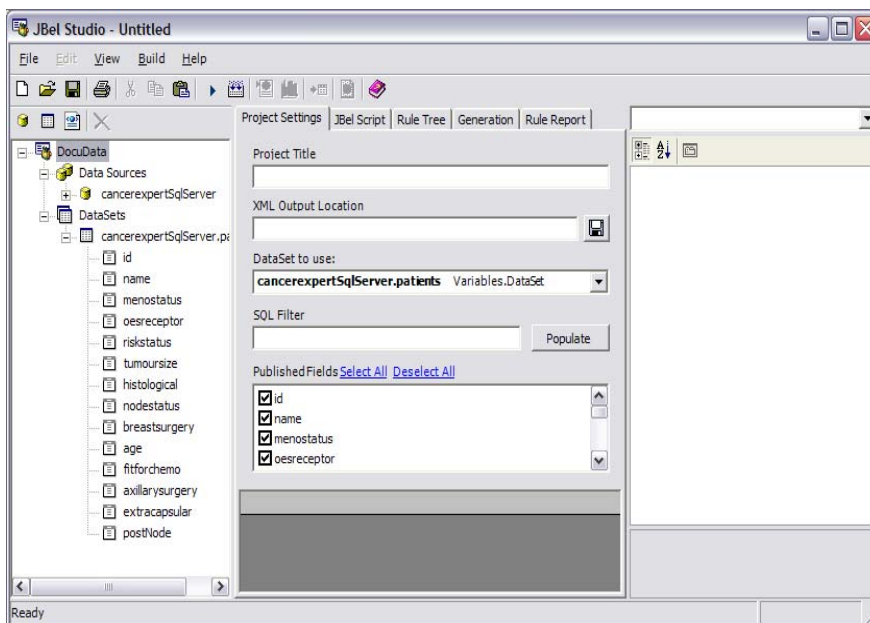 JBel Studio - Untitled
File Edit View Build Help
Project Settings JBel Script Rule Tree Generation Rule Report
DocuData
Data Sources
cancerexpertSqlServer
DataSets
cancerexpertSqlServer.pa
id
name
menostatus
oesreceptor
riskstatus
tumoursize
histological
nodestatus
breastsurgery
age
fitforchemo
axillarysurgery
extracapsular
postNode
Project Title
XML Output Location
DataSet to use:
cancerexpertSqlServer.patients Variables.DataSet
SQL Filter
Populate
Published Fields Select All Deselect All
id
name
menostatus
oesreceptor
Ready